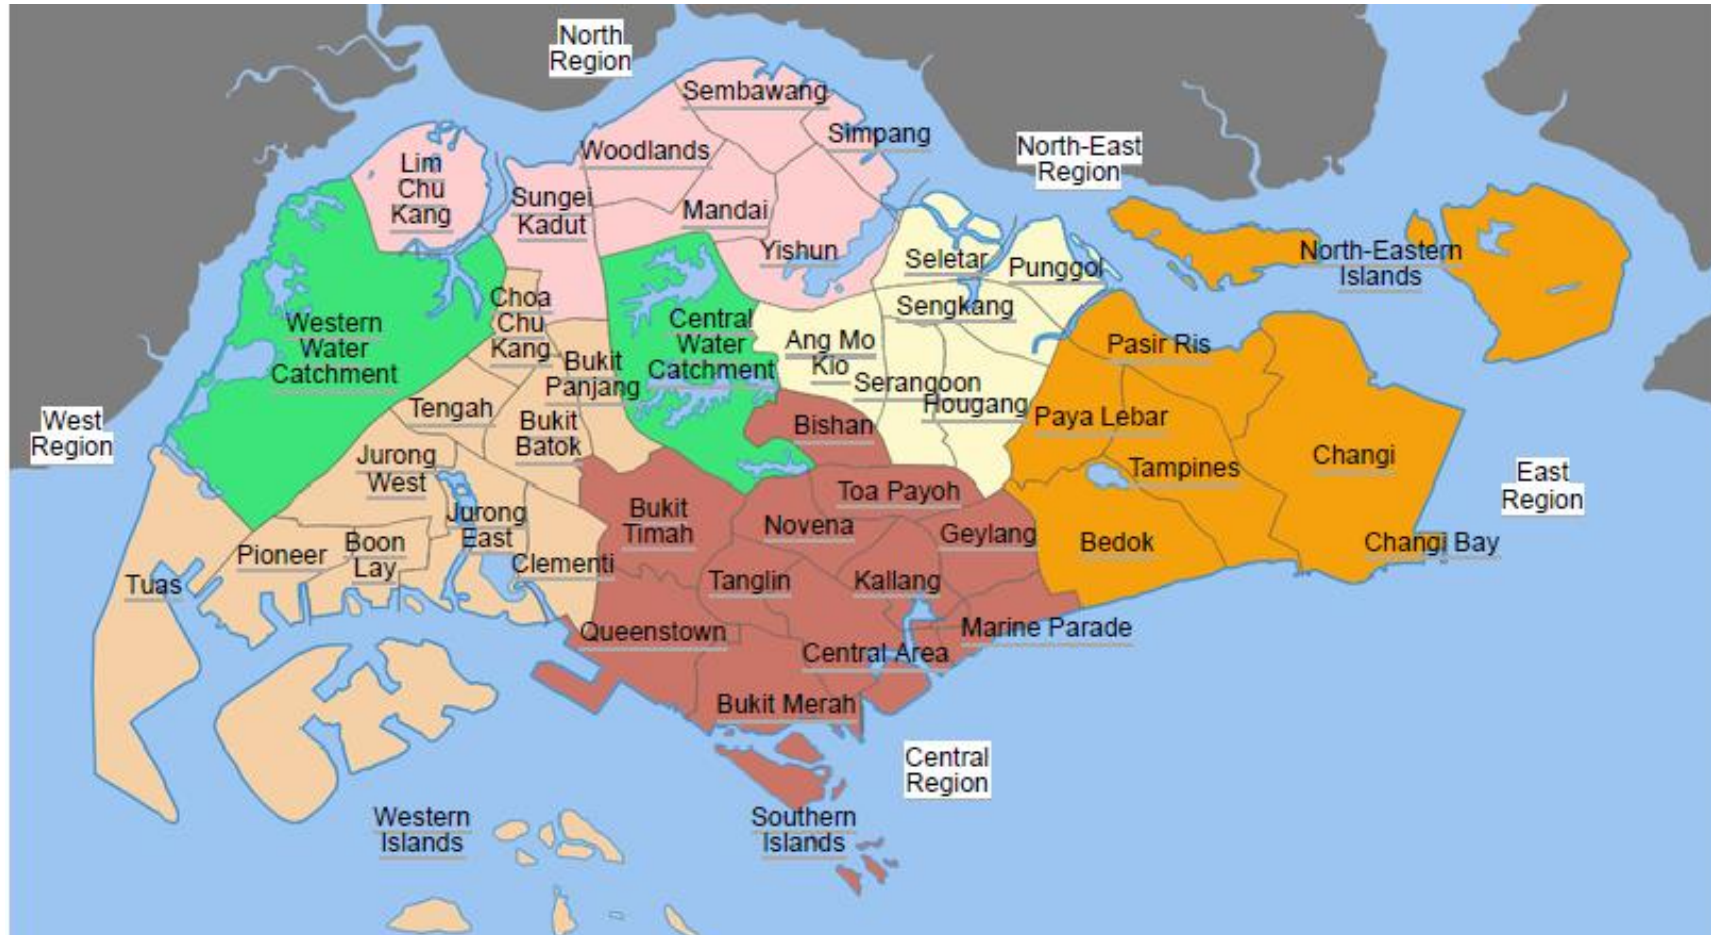 North
Region
Sembawang
Simpang
Woodlands
North-East
Region
Lim
Chu
Kang
Sungei
Kadut
Mandai
Yishun
Seletar
Punggol
North-Eastern
Islands
Choa
Chu
Kang
Sengkang
Western
Water
Catchment
Central
Water
Catchment
Ang Mo
Kio
Pasir Ris
Bukit
Panjang
Serangoon
Hougang
West
Region
Tengah
Bukit
Batok
Bishan
Paya Lebar
Changi
Jurong
West
Tampines
East
Region
Toa Payoh
Bukit
Timah
Novena
Geylang
Jurong
East
Bedok
Changi Bay
Pioneer
Boon
Lay
Clementi
Tuas
Tanglin
Kallang
Queenstown
Marine Parade
Central Area
Bukit Merah
Central
Region
Western
Islands
Southern
Islands